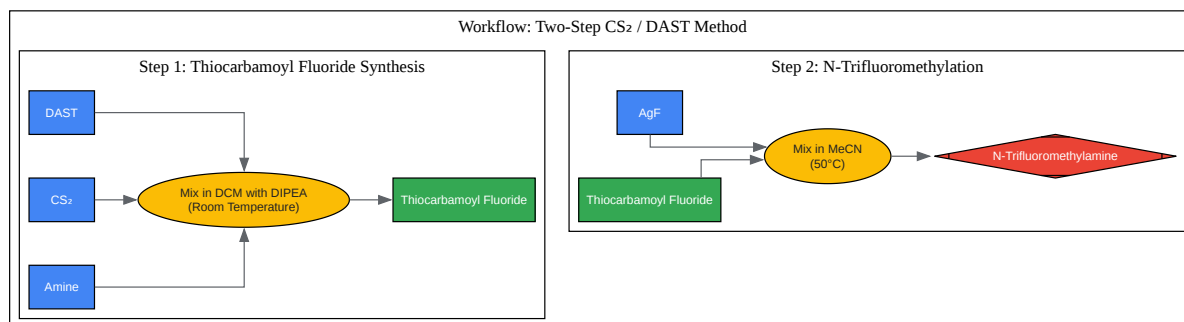 Workflow: Two-Step CS₂ / DAST Method
Step 1: Thiocarbamoyl Fluoride Synthesis
DAST
CS₂
Amine
Mix in DCM with DIPEA
(Room Temperature)
Thiocarbamoyl Fluoride
Step 2: N-Trifluoromethylation
AgF
Thiocarbamoyl Fluoride
Mix in MeCN
(50°C)
N-Trifluoromethylamine